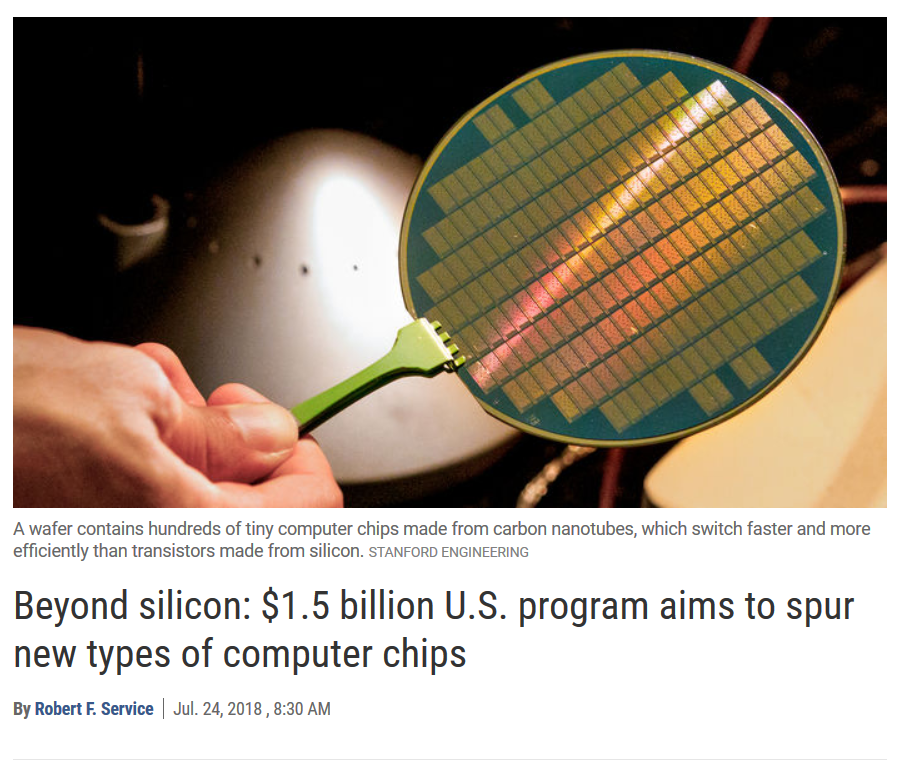 A wafer contains hundreds of tiny computer chips made from carbon nanotubes, which switch faster and more
efficiently than transistors made from silicon. STANFORD ENGINEERING
Beyond silicon: $1.5 billion U.S. program aims to spur
new types of computer chips
By Robert F. Service | Jul. 24, 2018 , 8:30 AM